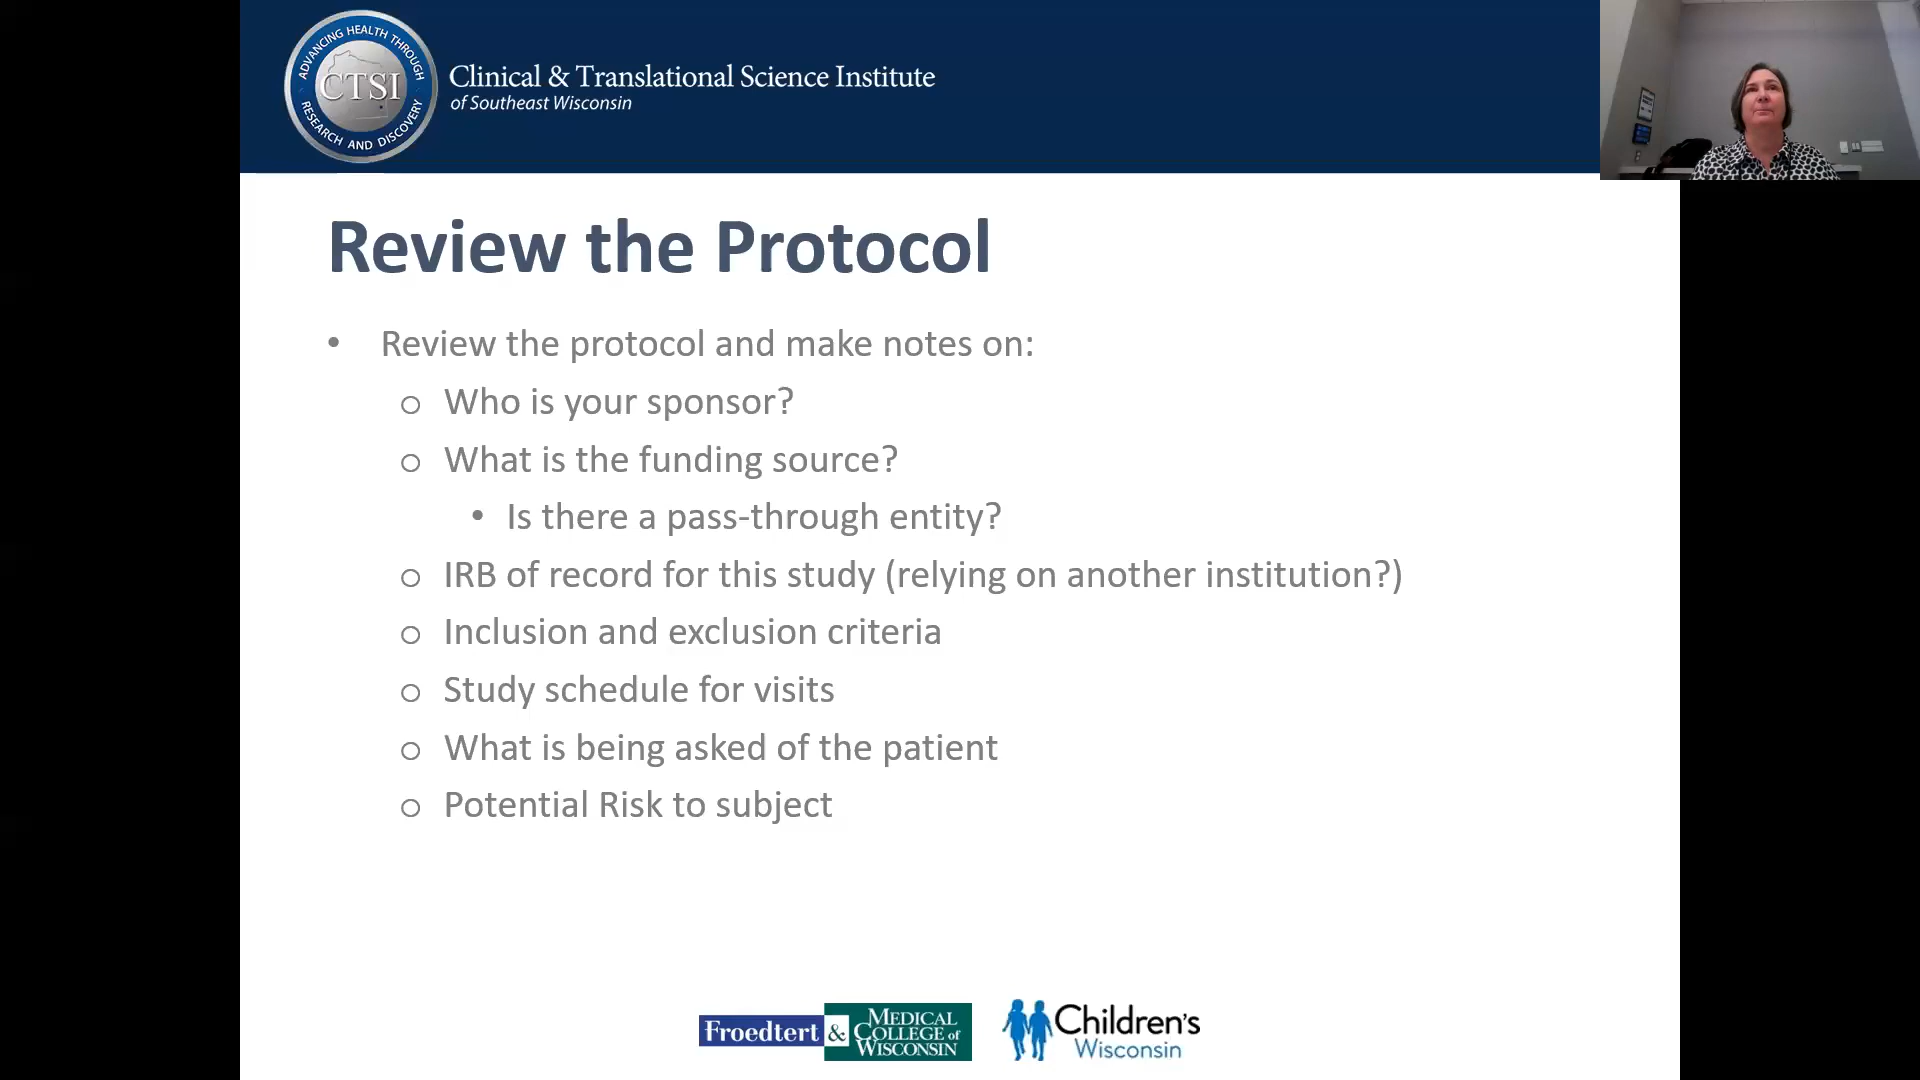 ADVANCING HEALTH THROUGH
CTSI
RESEARCH AND DISCOVERY
Clinical & Translational Science Institute
of Southeast Wisconsin
Review the Protocol
• Review the protocol and make notes on:
o Who is your sponsor?
o What is the funding source?
• Is there a pass-through entity?
o IRB of record for this study (relying on another institution?)
o Inclusion and exclusion criteria
o Study schedule for visits
o What is being asked of the patient
o Potential Risk to subject
Froedtert & MEDICAL
COLLEGE of
WISCONSIN
Children's
Wisconsin